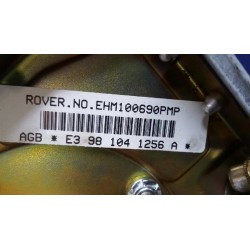 ROVER.NO.EHM100690PMP
AGB * E3 98 104 1256 A *